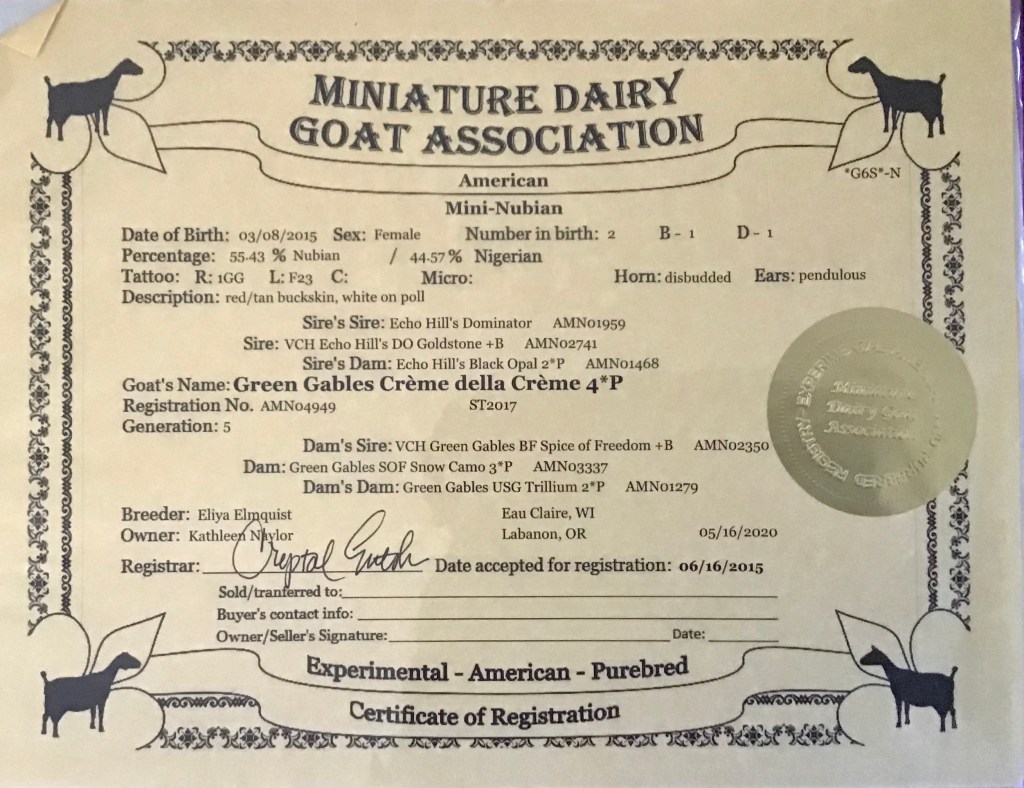 MINIATURE DAIRY
GOAT ASSOCIATION
American
*G6S*-N
Mini-Nubian
Date of Birth: 03/08/2015 Sex: Female Number in birth: 2 B - 1 D - 1
Percentage: 55.43 % Nubian / 44.57 % Nigerian
Tattoo: R: 1GG L: F23 C: Micro: Horn: disbudded Ears: pendulous
Description: red/tan buckskin, white on poll
Sire's Sire: Echo Hill's Dominator AMN01959
Sire: VCH Echo Hill's DO Goldstone +B AMN02741
Sire's Dam: Echo Hill's Black Opal 2*P AMN01468
Goat's Name: Green Gables Crème della Crème 4*P
Registration No. AMN04949 ST2017
Generation: 5
Dam's Sire: VCH Green Gables BF Spice of Freedom +B AMN02350
Dam: Green Gables SOF Snow Camo 3*P AMN03337
Dam's Dam: Green Gables USG Trillium 2*P AMN01279
Breeder: Eliya Elmquist Eau Claire, WI
Owner: Kathleen Naylor Labanon, OR 05/16/2020
Registrar: Date accepted for registration: 06/16/2015
Sold/tranferred to:
Buyer's contact info:
Owner/Seller's Signature: Date:
Experimental - American - Purebred
Certificate of Registration
Miniature
Dairy Goat
Association